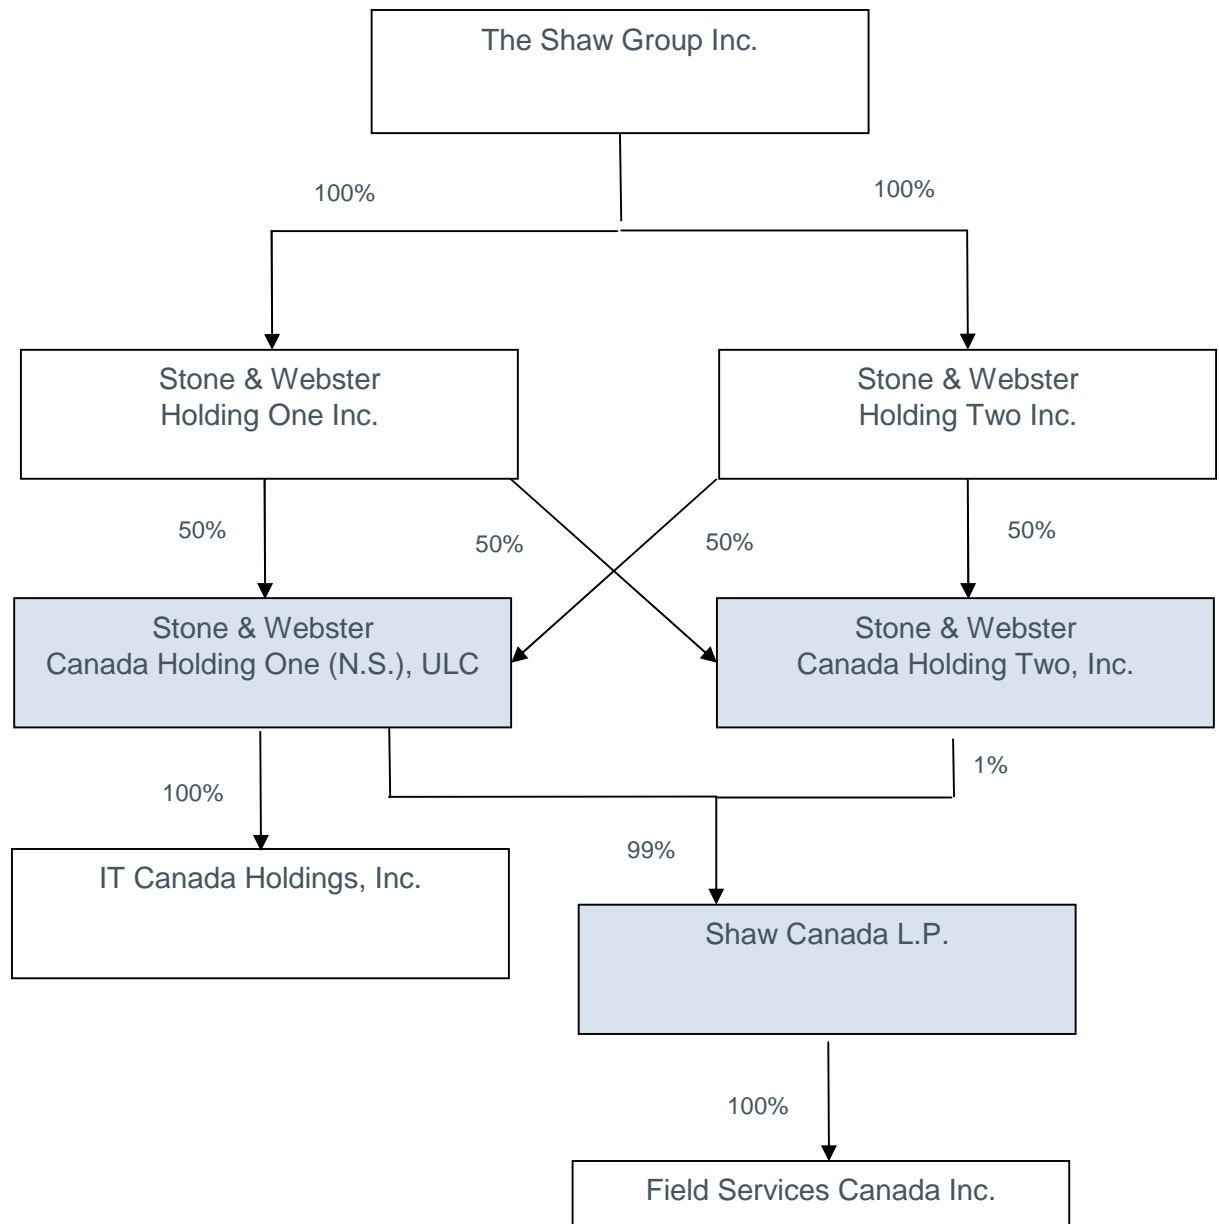 The Shaw Group Inc.
100%
100%
Stone & Webster
Holding One Inc.
Stone & Webster
Holding Two Inc.
50%
50%
50%
50%
Stone & Webster
Canada Holding One (N.S.), ULC
Stone & Webster
Canada Holding Two, Inc.
100%
1%
99%
IT Canada Holdings, Inc.
Shaw Canada L.P.
100%
Field Services Canada Inc.